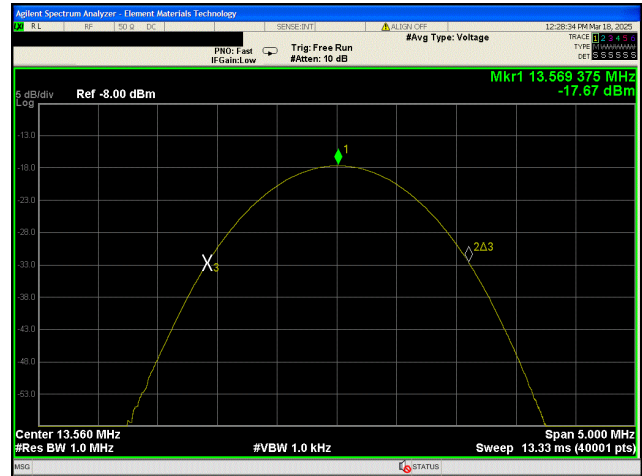 Agilent Spectrum Analyzer - Element Materials Technology
LXI RL RF 50 Ω DC SENSE:INT ALIGN OFF 12:28:34 PM Mar 18, 2025
#Avg Type: Voltage TRACE 1 2 3 4 5 6
PNO: Fast Trig: Free Run TYPE MWWWWW
IFGain:Low #Atten: 10 dB DET S S S S S S
Mkr1 13.569 375 MHz
5 dB/div Ref -8.00 dBm -17.67 dBm
Log
-13.0
1
-18.0
-23.0
-28.0
2Δ3
-33.0
3
-38.0
-43.0
-48.0
-53.0
Center 13.560 MHz Span 5.000 MHz
#Res BW 1.0 MHz #VBW 1.0 kHz Sweep 13.33 ms (40001 pts)
MSG STATUS